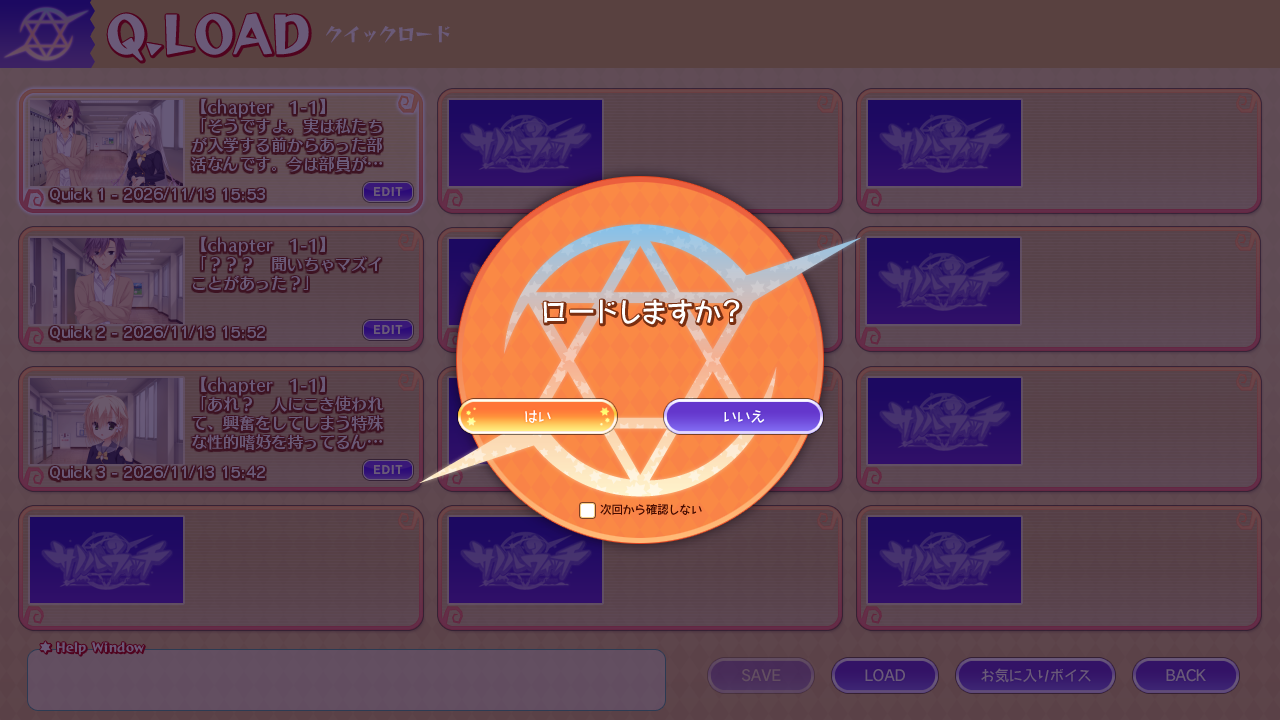 Q.LOAD クイックロード
【chapter 1-1】
「そうですよ。実は私たち
が入学する前からあった部
活なんです。今は部員が…
Quick 1 - 2026/11/13 15:53
EDIT
【chapter 1-1】
「？？？　聞いちゃマズイ
ことがあった？」
Quick 2 - 2026/11/13 15:52
EDIT
【chapter 1-1】
「あれ？　人にこき使われ
て、興奮をしてしまう特殊
な性的嗜好を持ってるん…
Quick 3 - 2026/11/13 15:42
EDIT
ロードしますか？
はい
いいえ
次回から確認しない
Help Window
SAVE
LOAD
お気に入りボイス
BACK